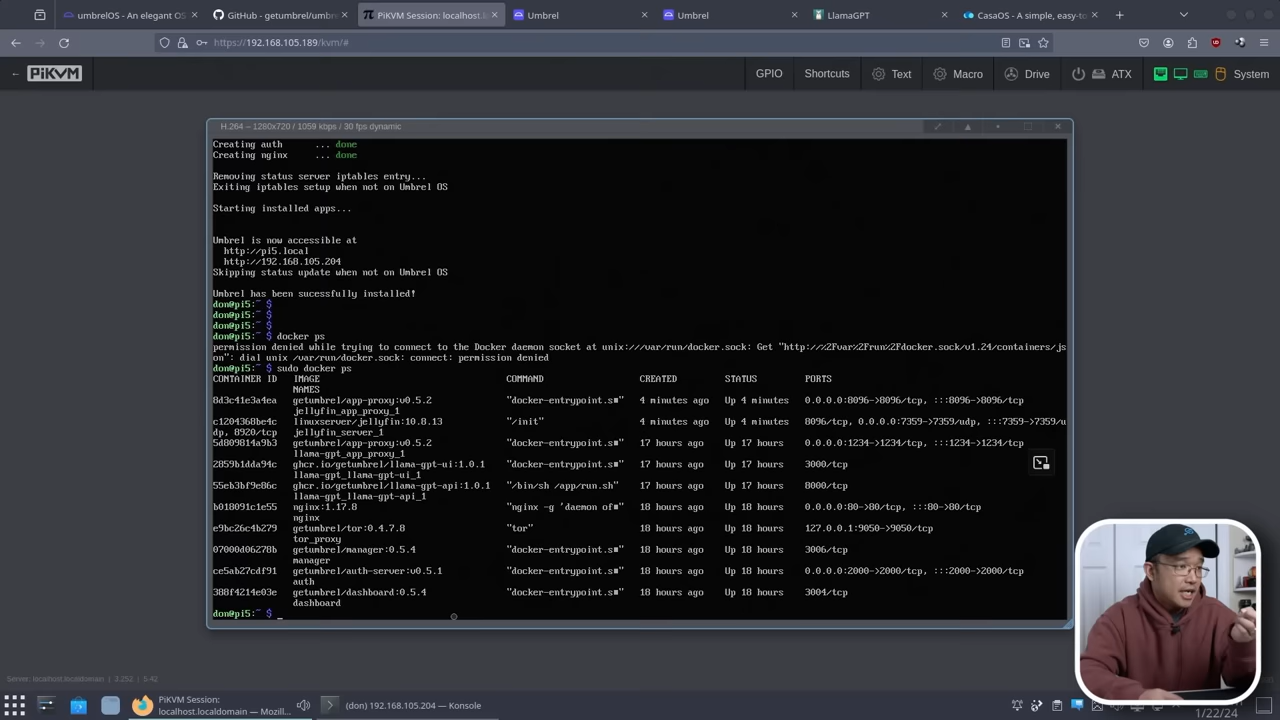 umbrelOS - An elegant OS
GitHub - getumbrel/umbre
PiKVM Session: localhost.
Umbrel
Umbrel
LlamaGPT
CasaOS - A simple, easy-to
https://192.168.105.189/kvm/#
← PiKVM
GPIO
Shortcuts
Text
Macro
Drive
ATX
System
H.264 – 1280x720 / 1059 kbps / 30 fps dynamic
Creating auth ... done
Creating nginx ... done
Removing status server iptables entry...
Exiting iptables setup when not on Umbrel OS
Starting installed apps...
Umbrel is now accessible at
http://pi5.local
http://192.168.105.204
Skipping status update when not on Umbrel OS
Umbrel has been sucessfully installed!
don@pi5:~ $
don@pi5:~ $
don@pi5:~ $
don@pi5:~ $ docker ps
permission denied while trying to connect to the Docker daemon socket at unix:///var/run/docker.sock: Get "http://%2Fvar%2Frun%2Fdocker.sock/v1.24/containers/js
on": dial unix /var/run/docker.sock: connect: permission denied
don@pi5:~ $ sudo docker ps
CONTAINER ID IMAGE COMMAND CREATED STATUS PORTS
NAMES
8d3c41e3a4ea getumbrel/app-proxy:v0.5.2 "docker-entrypoint.s■" 4 minutes ago Up 4 minutes 0.0.0.0:8096->8096/tcp, :::8096->8096/tcp
jellyfin_app_proxy_1
c1204368be4c linuxserver/jellyfin:10.8.13 "/init" 4 minutes ago Up 4 minutes 8096/tcp, 0.0.0.0:7359->7359/udp, :::7359->7359/u
dp, 8920/tcp jellyfin_server_1
5d809814a9b3 getumbrel/app-proxy:v0.5.2 "docker-entrypoint.s■" 17 hours ago Up 17 hours 0.0.0.0:1234->1234/tcp, :::1234->1234/tcp
llama-gpt_app_proxy_1
2859b1dda94c ghcr.io/getumbrel/llama-gpt-ui:1.0.1 "docker-entrypoint.s■" 17 hours ago Up 17 hours 3000/tcp
llama-gpt_llama-gpt-ui_1
55eb3bf9e86c ghcr.io/getumbrel/llama-gpt-api:1.0.1 "/bin/sh /app/run.sh" 17 hours ago Up 17 hours 8000/tcp
llama-gpt_llama-gpt-api_1
b018091c1e55 nginx:1.17.8 "nginx -g 'daemon of■" 18 hours ago Up 18 hours 0.0.0.0:80->80/tcp, :::80->80/tcp
nginx
e9bc26c4b279 getumbrel/tor:0.4.7.8 "tor" 18 hours ago Up 18 hours 127.0.0.1:9050->9050/tcp
tor_proxy
07000d06278b getumbrel/manager:0.5.4 "docker-entrypoint.s■" 18 hours ago Up 18 hours 3006/tcp
manager
ce5ab27cdf91 getumbrel/auth-server:v0.5.1 "docker-entrypoint.s■" 18 hours ago Up 18 hours 0.0.0.0:2000->2000/tcp, :::2000->2000/tcp
auth
388f4214e03e getumbrel/dashboard:0.5.4 "docker-entrypoint.s■" 18 hours ago Up 18 hours 3004/tcp
dashboard
don@pi5:~ $ _
Server: localhost.localdomain | 3.252 | 5.42
PiKVM Session:
localhost.localdomain — Mozill...
(don) 192.168.105.204 — Konsole
1/22/24